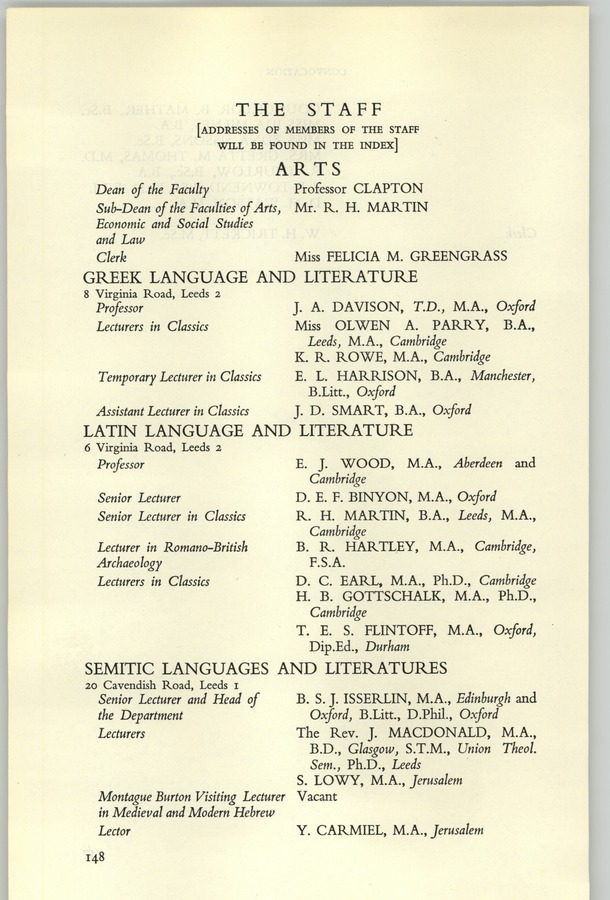 THE STAFF
[ADDRESSES OF MEMBERS OF THE STAFF
WILL BE FOUND IN THE INDEX]
ARTS
Dean of the Faculty Professor CLAPTON
Sub-Dean of the Faculties of Arts, Mr. R. H. MARTIN
Economic and Social Studies
and Law
Clerk Miss FELICIA M. GREENGRASS
GREEK LANGUAGE AND LITERATURE
8 Virginia Road, Leeds 2
Professor J. A. DAVISON, T.D., M.A., Oxford
Lecturers in Classics Miss OLWEN A. PARRY, B.A.,
Leeds, M.A., Cambridge
K. R. ROWE, M.A., Cambridge
Temporary Lecturer in Classics E. L. HARRISON, B.A., Manchester,
B.Litt., Oxford
Assistant Lecturer in Classics J. D. SMART, B.A., Oxford
LATIN LANGUAGE AND LITERATURE
6 Virginia Road, Leeds 2
Professor E. J. WOOD, M.A., Aberdeen and
Cambridge
Senior Lecturer D. E. F. BINYON, M.A., Oxford
Senior Lecturer in Classics R. H. MARTIN, B.A., Leeds, M.A.,
Cambridge
Lecturer in Romano-British B. R. HARTLEY, M.A., Cambridge,
Archaeology F.S.A.
Lecturers in Classics D. C. EARL, M.A., Ph.D., Cambridge
H. B. GOTTSCHALK, M.A., Ph.D.,
Cambridge
T. E. S. FLINTOFF, M.A., Oxford,
Dip.Ed., Durham
SEMITIC LANGUAGES AND LITERATURES
20 Cavendish Road, Leeds 1
Senior Lecturer and Head of B. S. J. ISSERLIN, M.A., Edinburgh and
the Department Oxford, B.Litt., D.Phil., Oxford
Lecturers The Rev. J. MACDONALD, M.A.,
B.D., Glasgow, S.T.M., Union Theol.
Sem., Ph.D., Leeds
S. LOWY, M.A., Jerusalem
Montague Burton Visiting Lecturer Vacant
in Medieval and Modern Hebrew
Lector Y. CARMIEL, M.A., Jerusalem
148